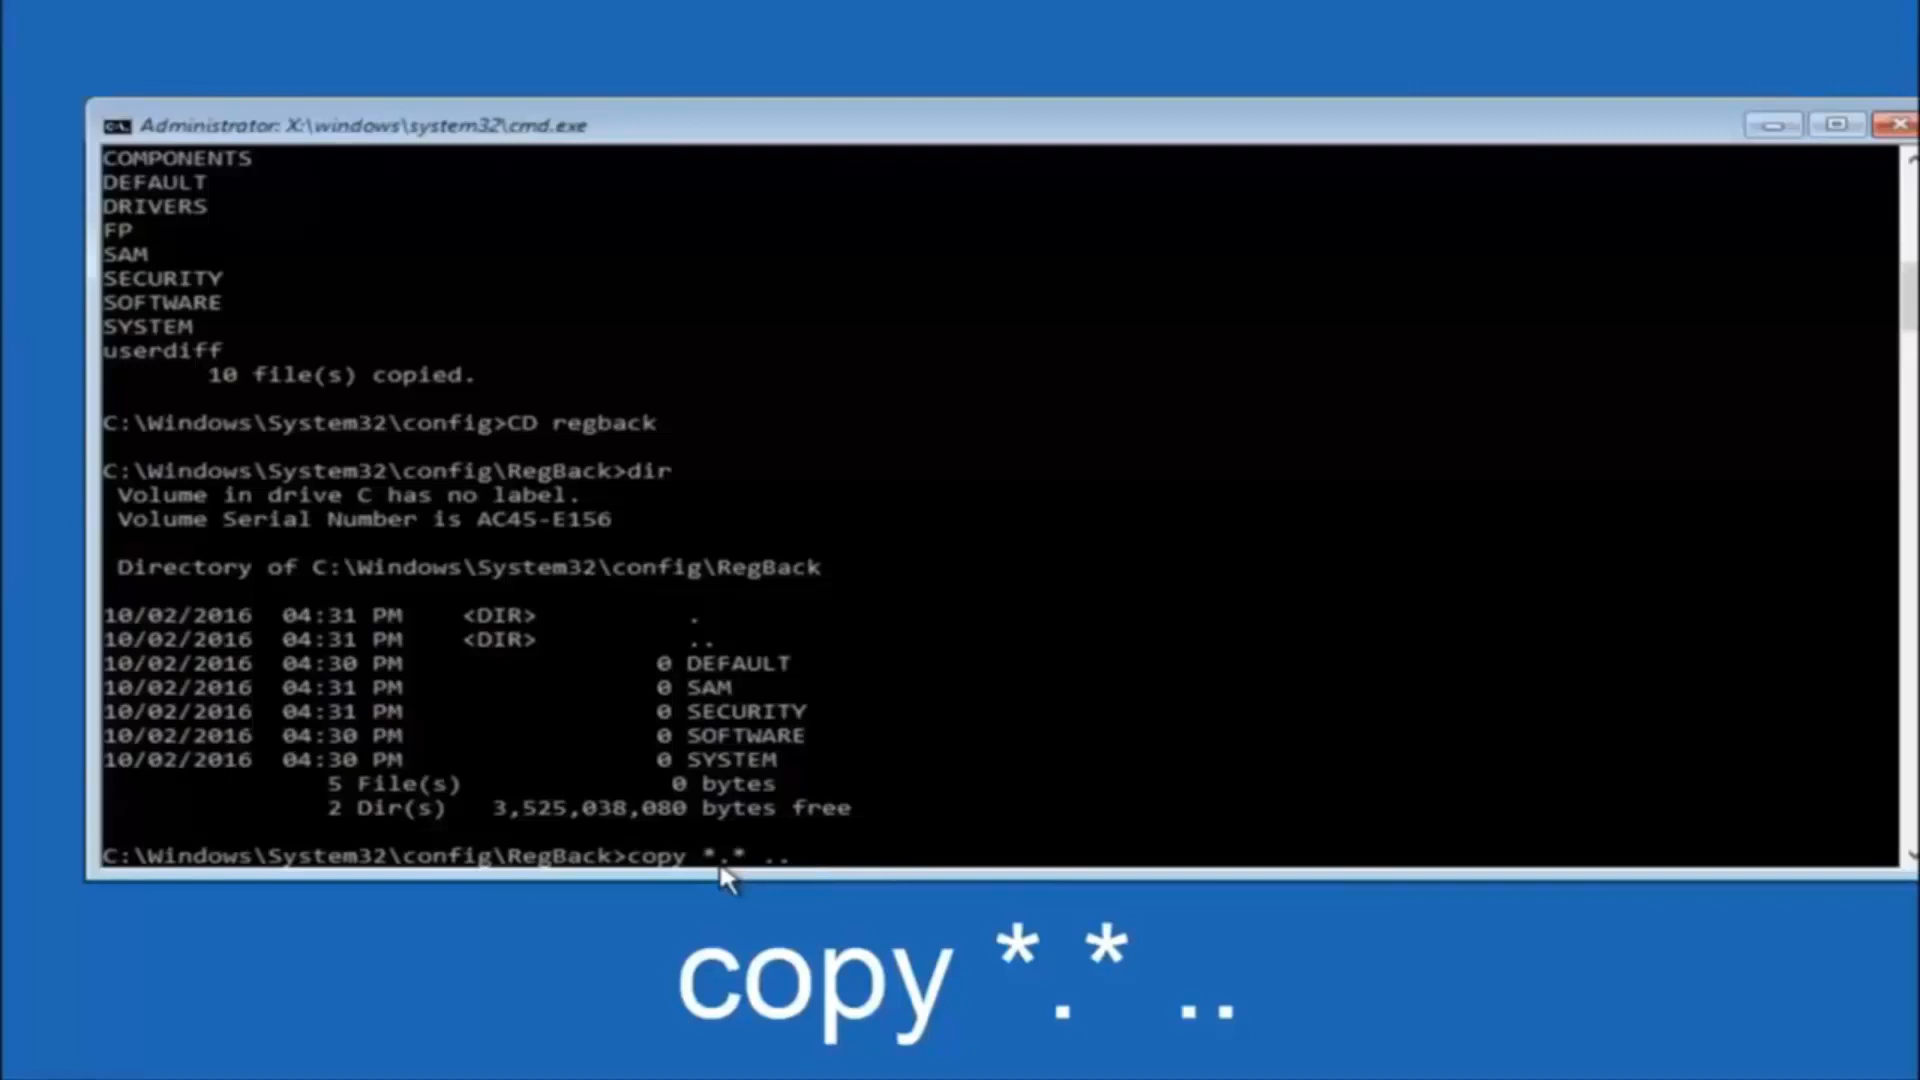 Administrator: X:\windows\system32\cmd.exe
COMPONENTS
DEFAULT
DRIVERS
FP
SAM
SECURITY
SOFTWARE
SYSTEM
userdiff
10 file(s) copied.
C:\Windows\System32\config>CD regback
C:\Windows\System32\config\RegBack>dir
Volume in drive C has no label.
Volume Serial Number is AC45-E156
Directory of C:\Windows\System32\config\RegBack
10/02/2016 04:31 PM <DIR> .
10/02/2016 04:31 PM <DIR> ..
10/02/2016 04:30 PM 0 DEFAULT
10/02/2016 04:31 PM 0 SAM
10/02/2016 04:31 PM 0 SECURITY
10/02/2016 04:30 PM 0 SOFTWARE
10/02/2016 04:30 PM 0 SYSTEM
5 File(s) 0 bytes
2 Dir(s) 3,525,038,080 bytes free
C:\Windows\System32\config\RegBack>copy *.* ..
copy *.* ..